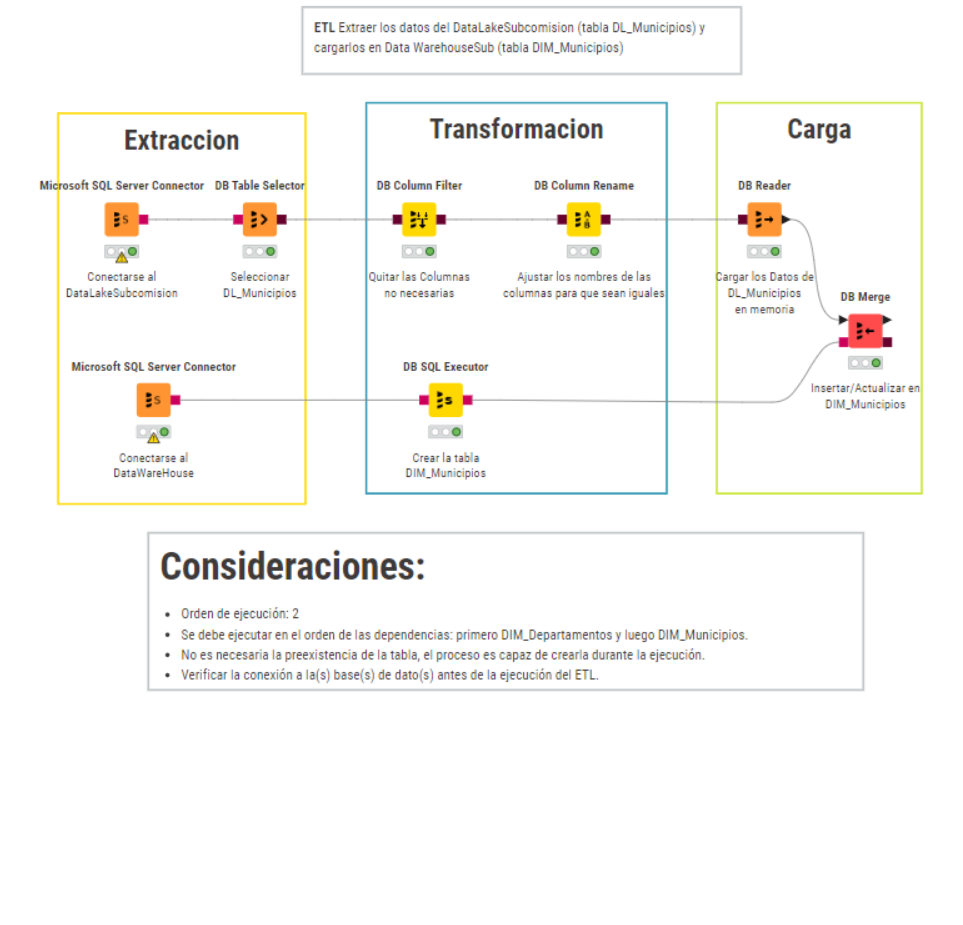 ETL Extraer los datos del DataLakeSubcomision (tabla DL_Municipios) y
cargarlos en Data WarehouseSub (tabla DIM_Municipios)
Extraccion
Microsoft SQL Server Connector
DB Table Selector
S
Conectarse al
DataLakeSubcomision
Seleccionar
DL_Municipios
Microsoft SQL Server Connector
S
Conectarse al
DataWareHouse
Transformacion
DB Column Filter
DB Column Rename
A
B
Quitar las Columnas
no necesarias
Ajustar los nombres de las
columnas para que sean iguales
DB SQL Executor
S
Crear la tabla
DIM_Municipios
Carga
DB Reader
Cargar los Datos de
DL_Municipios
en memoria
DB Merge
Insertar/Actualizar en
DIM_Municipios
Consideraciones:
• Orden de ejecución: 2
• Se debe ejecutar en el orden de las dependencias: primero DIM_Departamentos y luego DIM_Municipios.
• No es necesaria la preexistencia de la tabla, el proceso es capaz de crearla durante la ejecución.
• Verificar la conexión a la(s) base(s) de dato(s) antes de la ejecución del ETL.